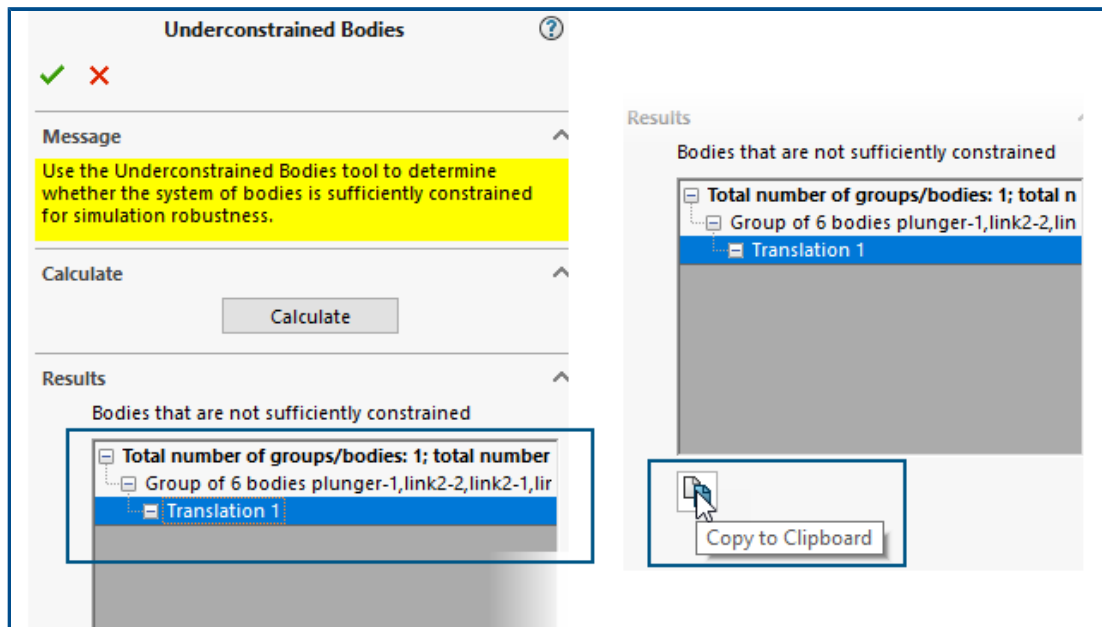 Underconstrained Bodies
Message
Use the Underconstrained Bodies tool to determine
whether the system of bodies is sufficiently constrained
for simulation robustness.
Calculate
Calculate
Results
Bodies that are not sufficiently constrained
Total number of groups/bodies: 1; total number
Group of 6 bodies plunger-1,link2-2,link2-1,lir
Translation 1
Results
Bodies that are not sufficiently constrained
Total number of groups/bodies: 1; total n
Group of 6 bodies plunger-1,link2-2,lin
Translation 1
Copy to Clipboard